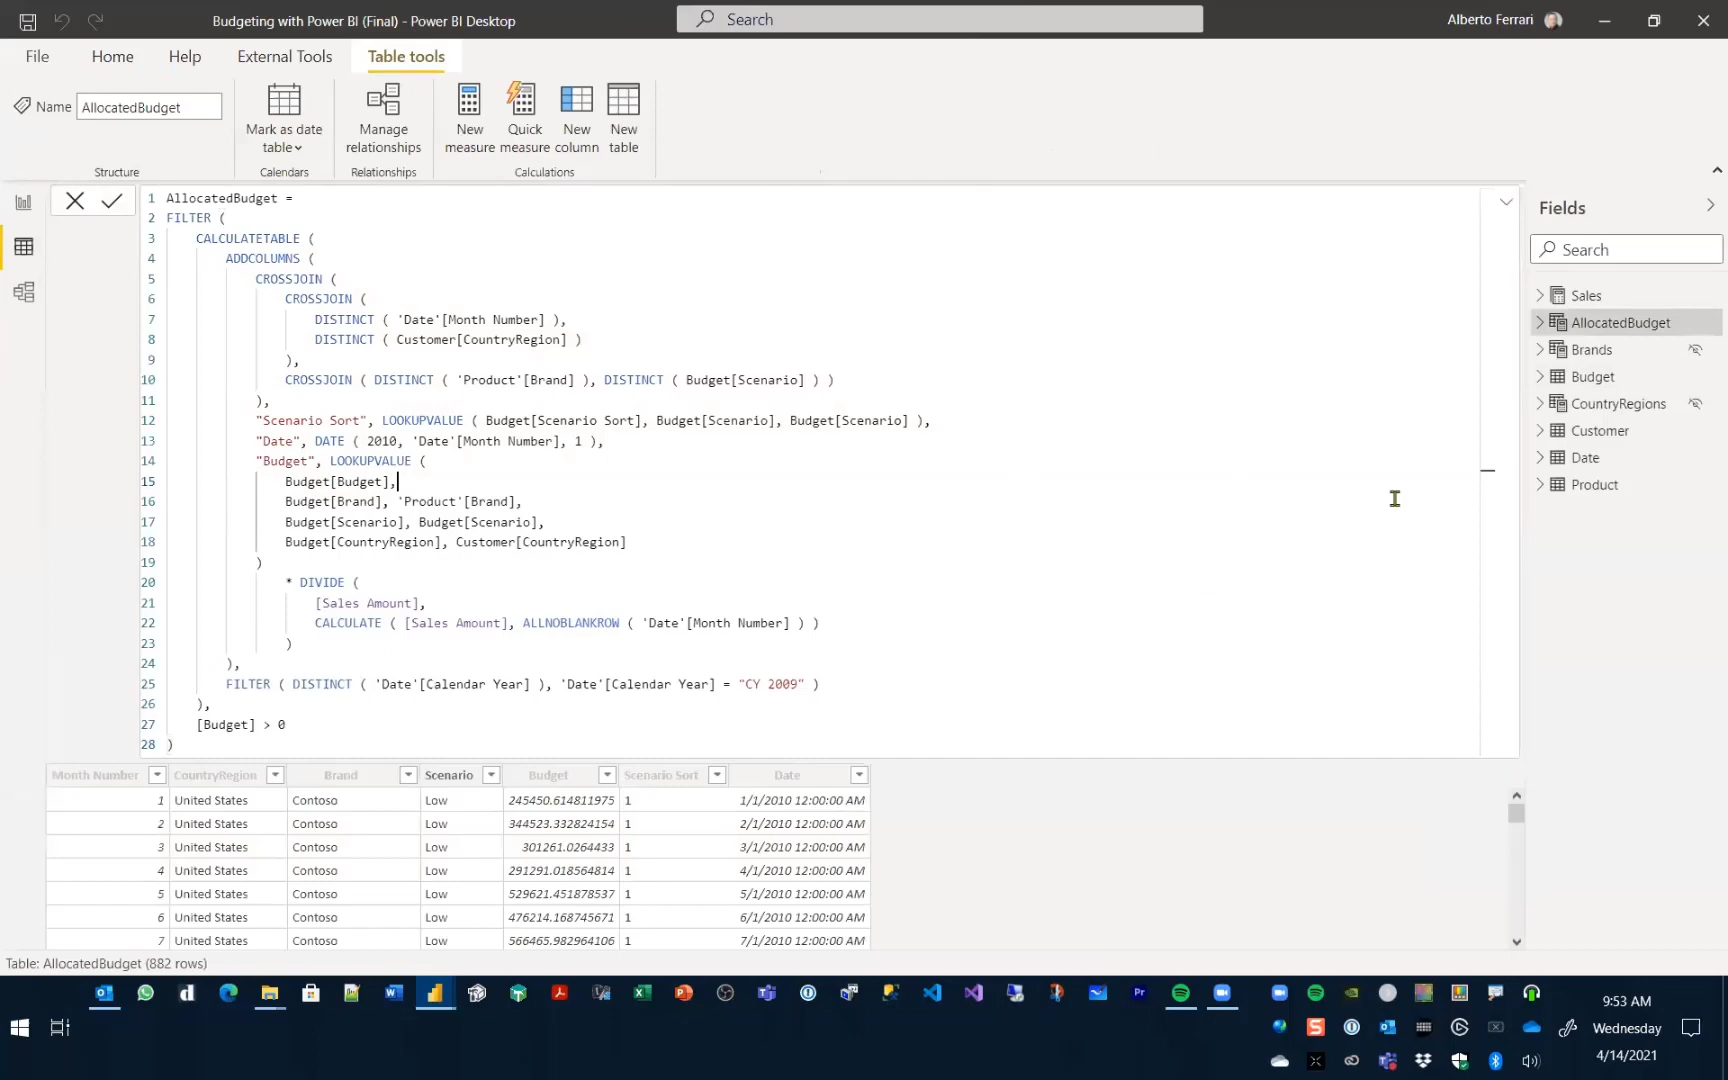 Budgeting with Power BI (Final) - Power BI Desktop
Search
Alberto Ferrari
File
Home
Help
External Tools
Table tools
Name
AllocatedBudget
Mark as date table
Manage relationships
New measure
Quick measure
New column
New table
Structure
Calendars
Relationships
Calculations
1 AllocatedBudget =
2 FILTER (
3 CALCULATETABLE (
4 ADDCOLUMNS (
5 CROSSJOIN (
6 CROSSJOIN (
7 DISTINCT ( 'Date'[Month Number] ),
8 DISTINCT ( Customer[CountryRegion] )
9 ),
10 CROSSJOIN ( DISTINCT ( 'Product'[Brand] ), DISTINCT ( Budget[Scenario] ) )
11 ),
12 "Scenario Sort", LOOKUPVALUE ( Budget[Scenario Sort], Budget[Scenario], Budget[Scenario] ),
13 "Date", DATE ( 2010, 'Date'[Month Number], 1 ),
14 "Budget", LOOKUPVALUE (
15 Budget[Budget],
16 Budget[Brand], 'Product'[Brand],
17 Budget[Scenario], Budget[Scenario],
18 Budget[CountryRegion], Customer[CountryRegion]
19 )
20 * DIVIDE (
21 [Sales Amount],
22 CALCULATE ( [Sales Amount], ALLNOBLANKROW ( 'Date'[Month Number] ) )
23 )
24 ),
25 FILTER ( DISTINCT ( 'Date'[Calendar Year] ), 'Date'[Calendar Year] = "CY 2009" )
26 ),
27 [Budget] > 0
28 )
Fields
Search
Sales
AllocatedBudget
Brands
Budget
CountryRegions
Customer
Date
Product
Month Number CountryRegion Brand Scenario Budget Scenario Sort Date
1 United States Contoso Low 245450.614811975 1 1/1/2010 12:00:00 AM
2 United States Contoso Low 344523.332824154 1 2/1/2010 12:00:00 AM
3 United States Contoso Low 301261.0264433 1 3/1/2010 12:00:00 AM
4 United States Contoso Low 291291.018564814 1 4/1/2010 12:00:00 AM
5 United States Contoso Low 529621.451878537 1 5/1/2010 12:00:00 AM
6 United States Contoso Low 476214.168745671 1 6/1/2010 12:00:00 AM
7 United States Contoso Low 566465.982964106 1 7/1/2010 12:00:00 AM
Table: AllocatedBudget (882 rows)
9:53 AM
Wednesday
4/14/2021